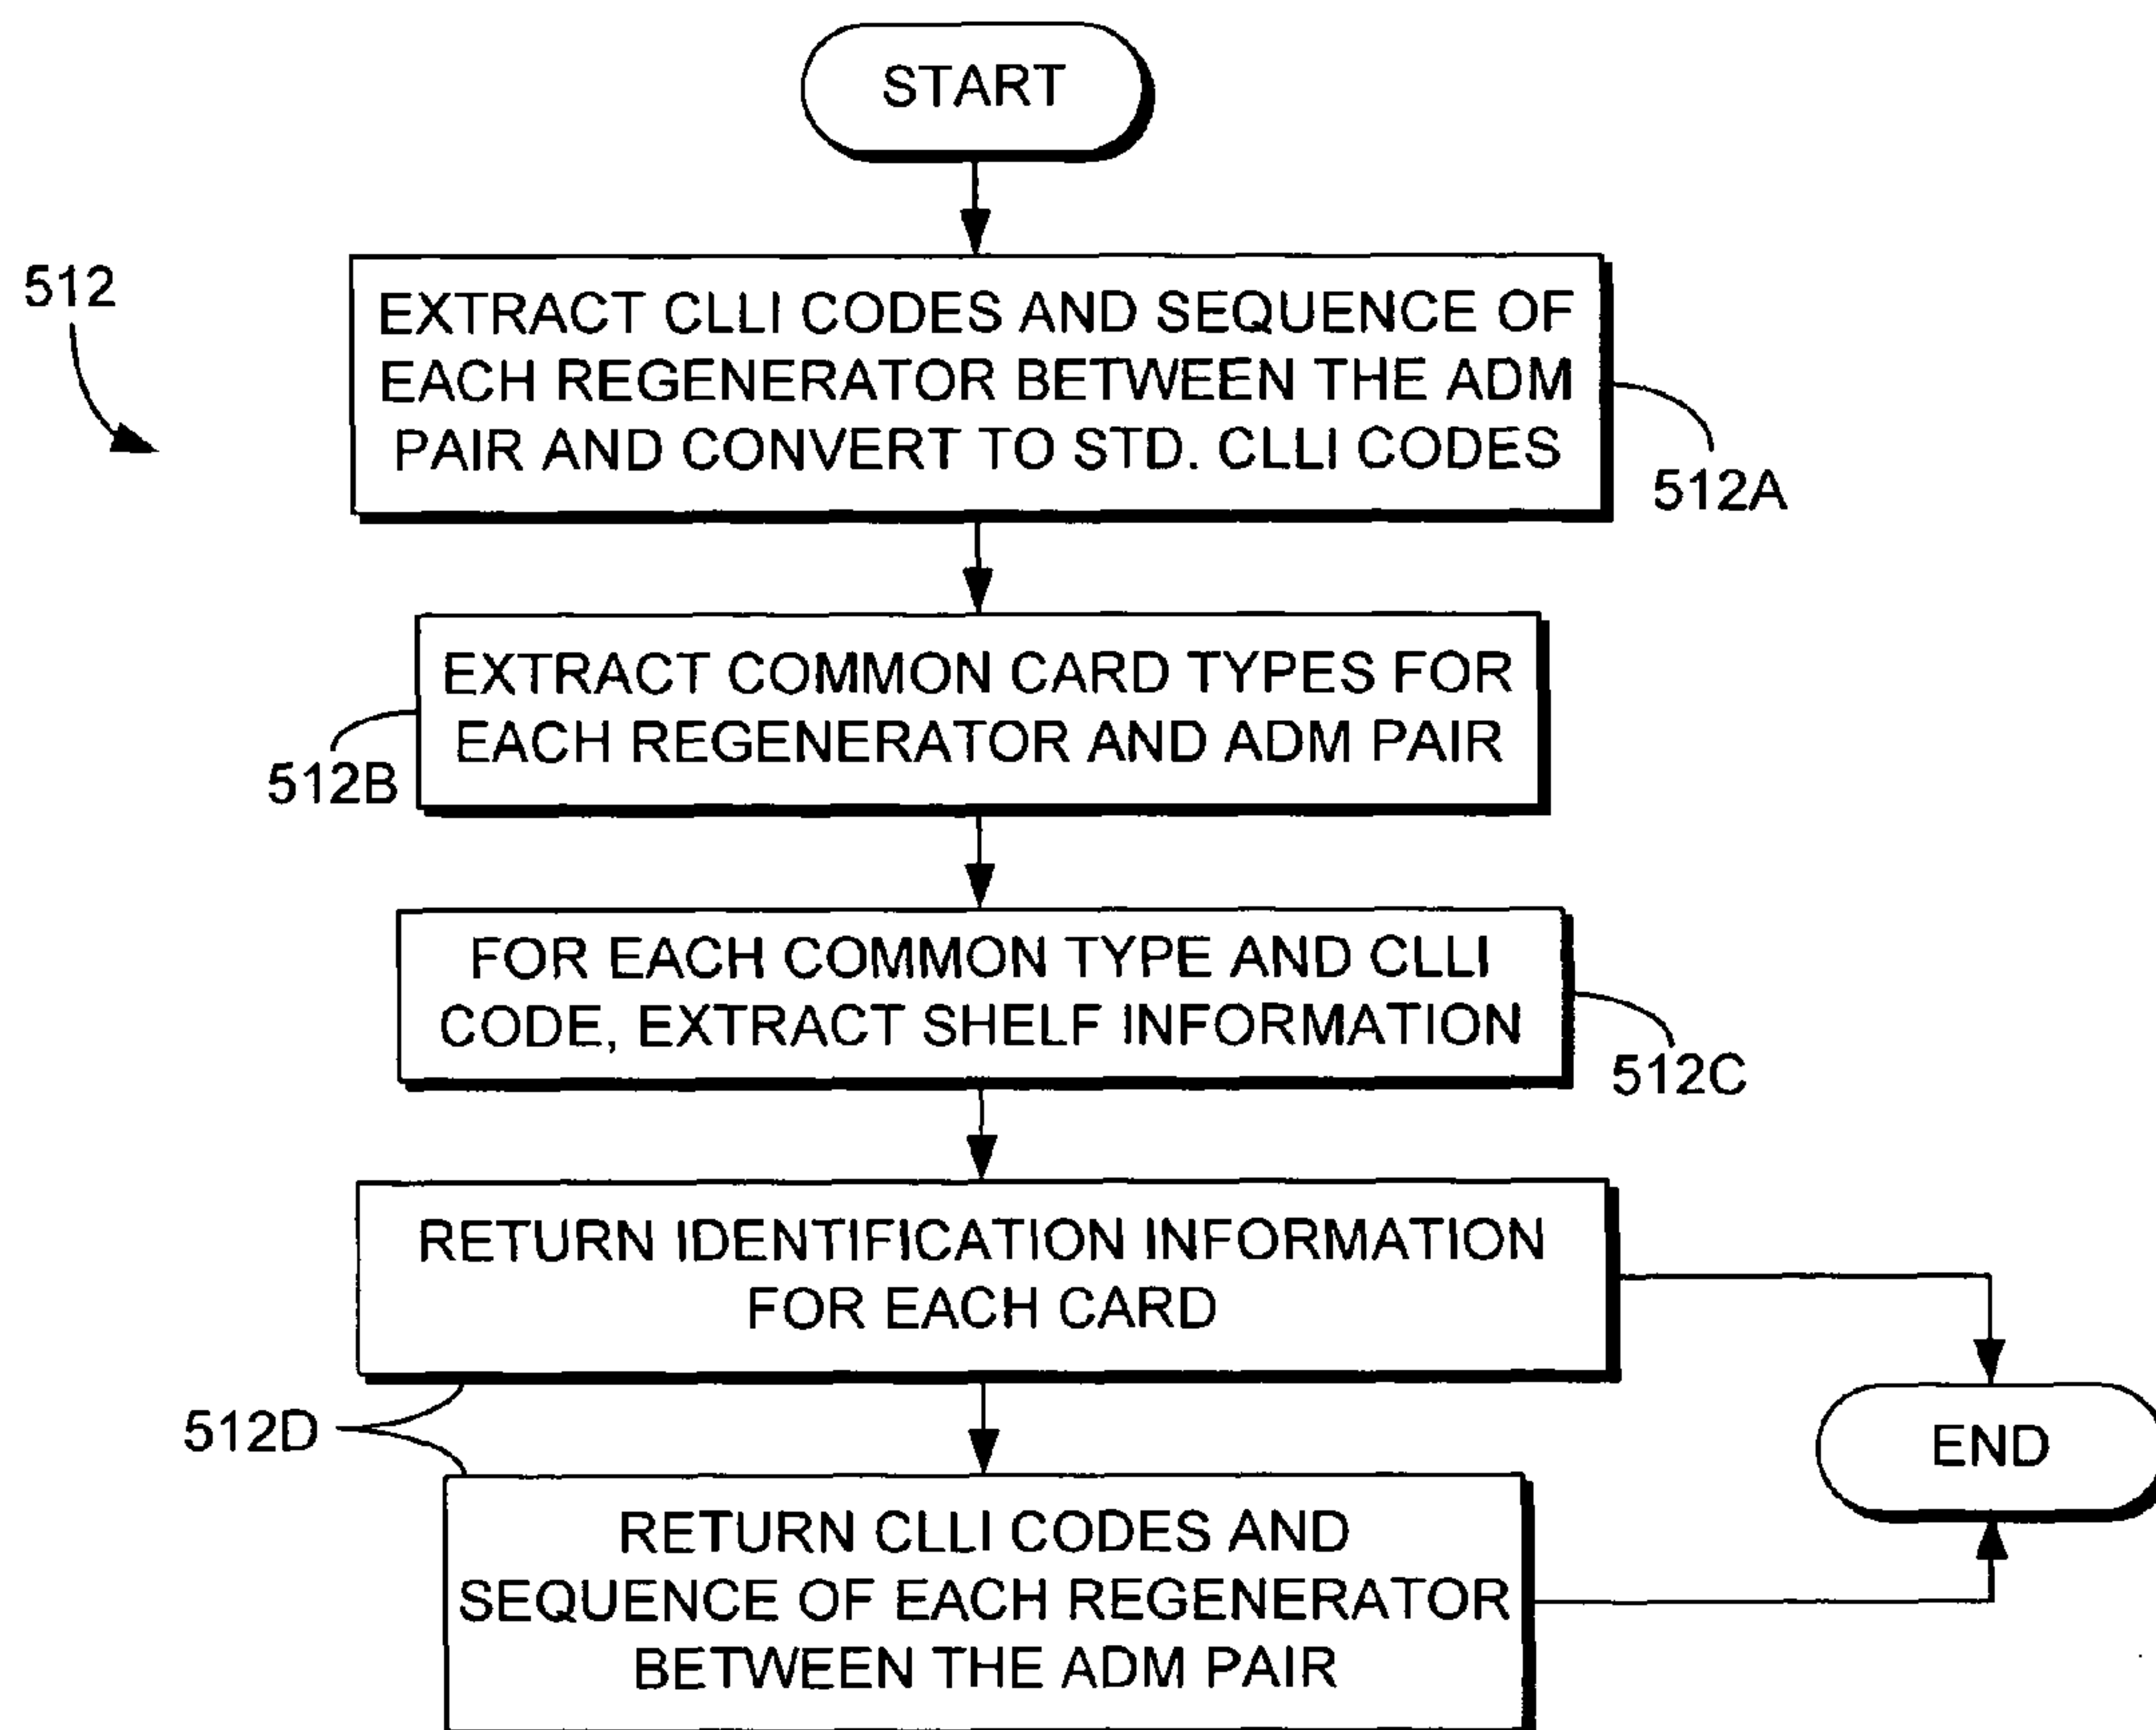 START
512
EXTRACT CLLI CODES AND SEQUENCE OF
EACH REGENERATOR BETWEEN THE ADM
PAIR AND CONVERT TO STD. CLLI CODES
512A
EXTRACT COMMON CARD TYPES FOR
EACH REGENERATOR AND ADM PAIR
512B
FOR EACH COMMON TYPE AND CLLI
CODE, EXTRACT SHELF INFORMATION
512C
RETURN IDENTIFICATION INFORMATION
FOR EACH CARD
512D
END
RETURN CLLI CODES AND
SEQUENCE OF EACH REGENERATOR
BETWEEN THE ADM PAIR